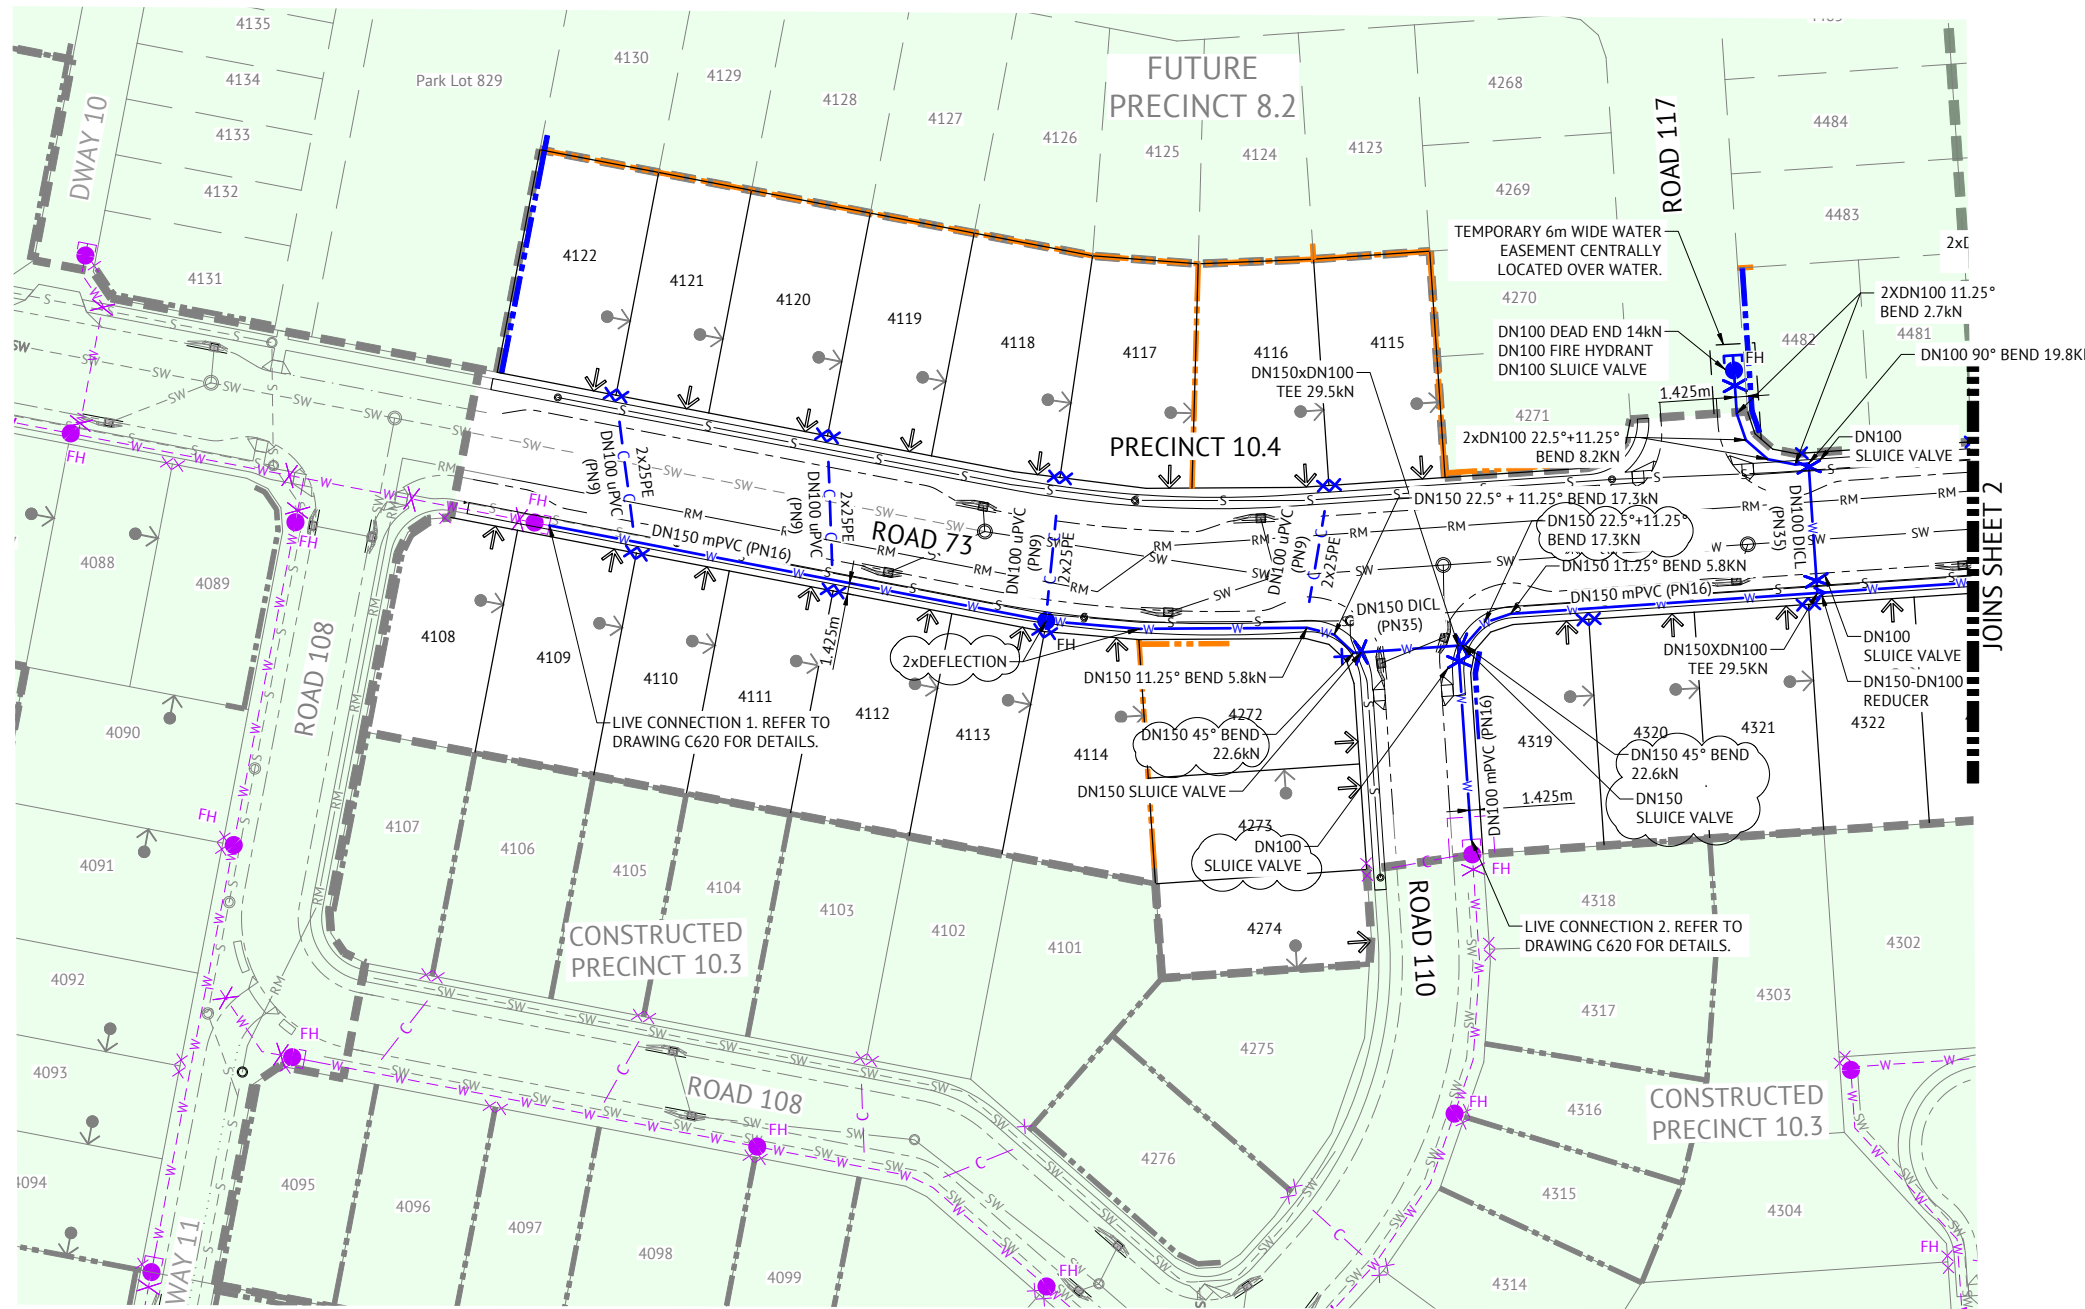 4135
4134
4133
4132
4131
DWAY 10
Park Lot 829
4130
4129
4128
4127
4126
4125
4124
4123
FUTURE
PRECINCT 8.2
4268
4269
4270
4271
ROAD 117
4484
4483
4482
4481
TEMPORARY 6m WIDE WATER
EASEMENT CENTRALLY
LOCATED OVER WATER.
2XDN100 11.25°
BEND 2.7kN
DN100 DEAD END 14kN
DN100 FIRE HYDRANT
DN100 SLUICE VALVE
FH
DN100 90° BEND 19.8K
1.425m
4122
4121
4120
4119
4118
4117
4116
4115
DN150xDN100
TEE 29.5kN
PRECINCT 10.4
2xDN100 22.5°+11.25°
BEND 8.2KN
DN100
SLUICE VALVE
DN150 22.5° + 11.25° BEND 17.3kN
DN150 22.5°+11.25°
BEND 17.3KN
DN150 11.25° BEND 5.8KN
DN100 uPVC
(PN9)
2x25PE
DN100 uPVC
(PN9)
2x25PE
DN100 uPVC
(PN9)
2x25PE
DN100 uPVC
(PN9)
2x25PE
DN100 DICL
(PN35)
DN150 mPVC (PN16)
ROAD 73
DN150 DICL
(PN35)
DN150 mPVC (PN16)
JOINS SHEET 2
FH
FH
FH
4088
4089
4090
4091
4092
4093
4094
ROAD 108
4108
4109
4110
4111
4112
4113
4114
1.425m
2xDEFLECTION
FH
DN150 11.25° BEND 5.8kN
LIVE CONNECTION 1. REFER TO
DRAWING C620 FOR DETAILS.
4272
DN150 45° BEND
22.6kN
DN150 SLUICE VALVE
4273
DN100
SLUICE VALVE
4274
DN100 mPVC (PN16)
1.425m
4319
4320
4321
4322
DN150XDN100
TEE 29.5KN
DN100
SLUICE VALVE
DN150-DN100
REDUCER
DN150 45° BEND
22.6kN
DN150
SLUICE VALVE
FH
FH
LIVE CONNECTION 2. REFER TO
DRAWING C620 FOR DETAILS.
ROAD 110
4107
4106
4105
4104
4103
4102
4101
CONSTRUCTED
PRECINCT 10.3
4318
4317
4316
4315
4314
4302
4303
4304
CONSTRUCTED
PRECINCT 10.3
4275
4276
ROAD 108
FH
FH
FH
FH
FH
4095
4096
4097
4098
4099
WAY 11